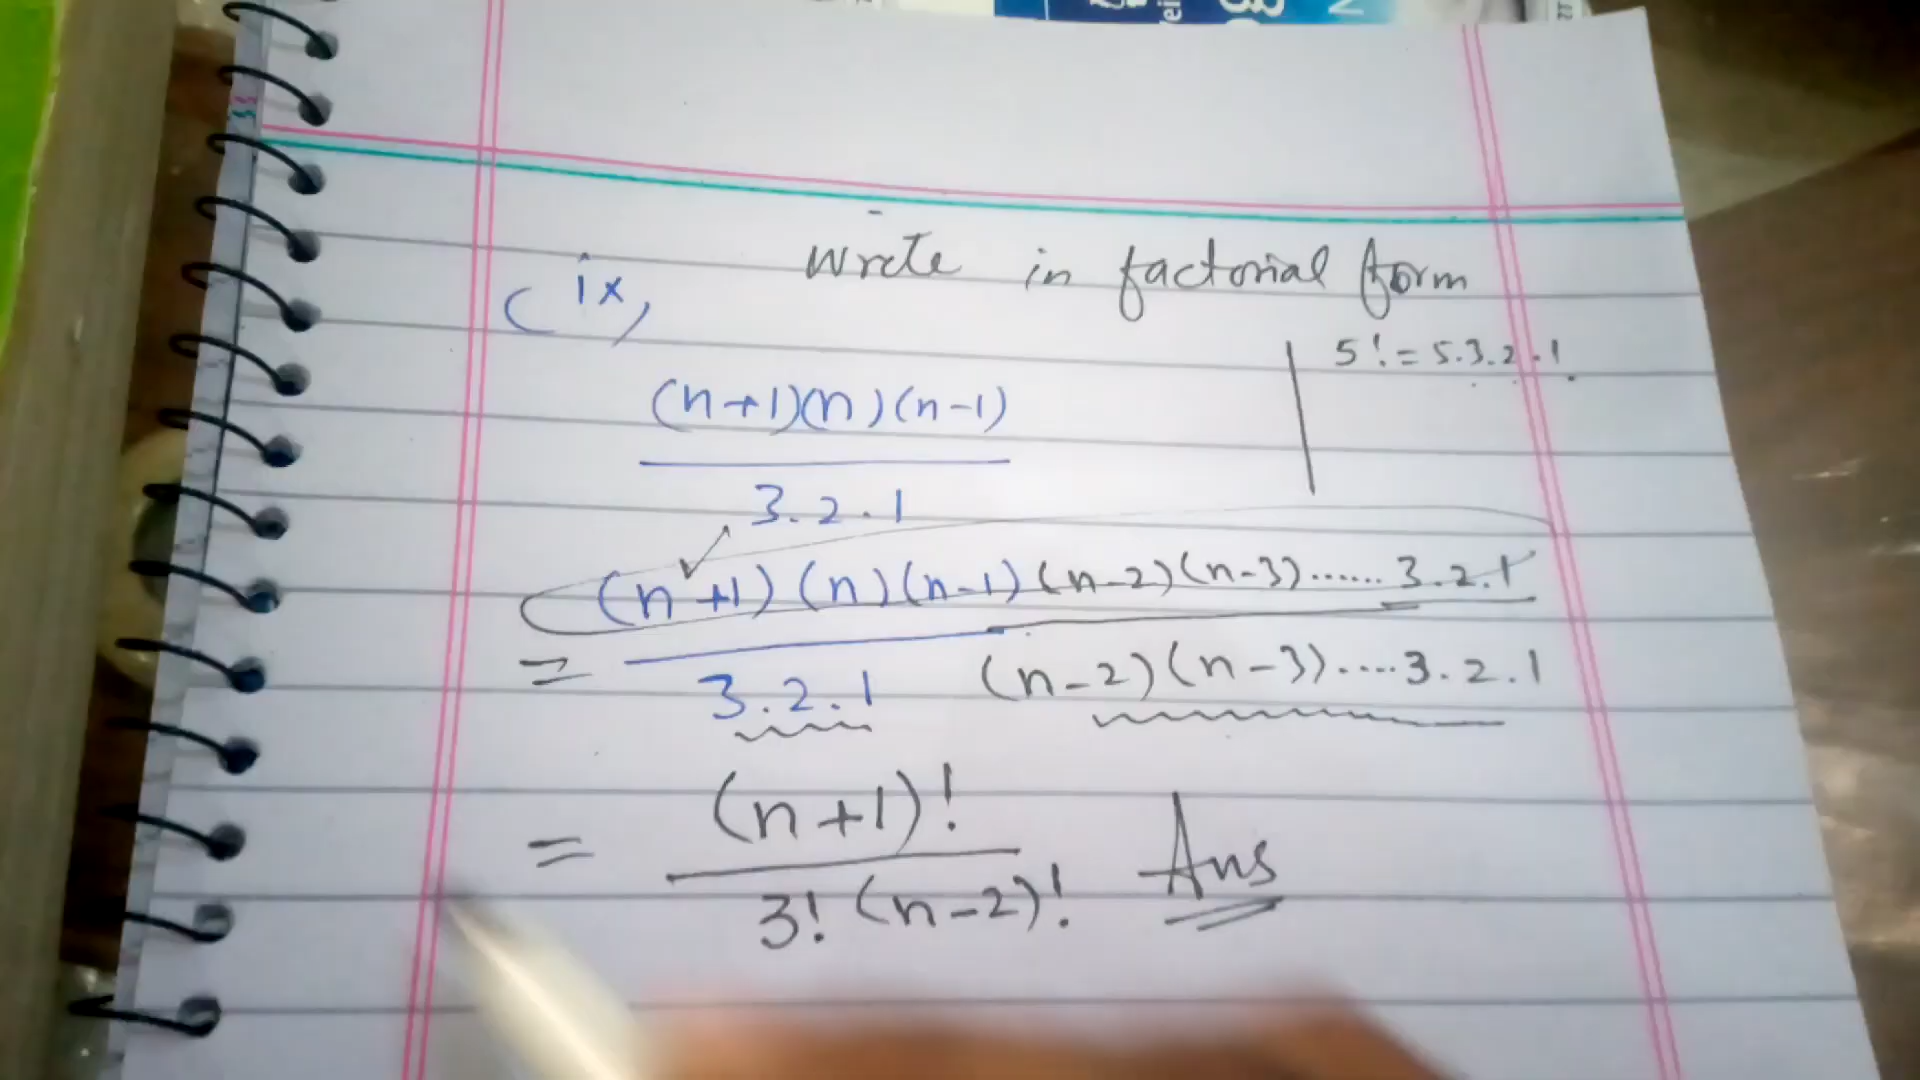 Write in factorial form
(ix)
5! = 5.3.2.1
(n+1)(n)(n-1)
3.2.1
(n+1)(n)(n-1)(n-2)(n-3)......3.2.1
=
3.2.1 (n-2)(n-3)....3.2.1
(n+1)!
= Ans
3!(n-2)!